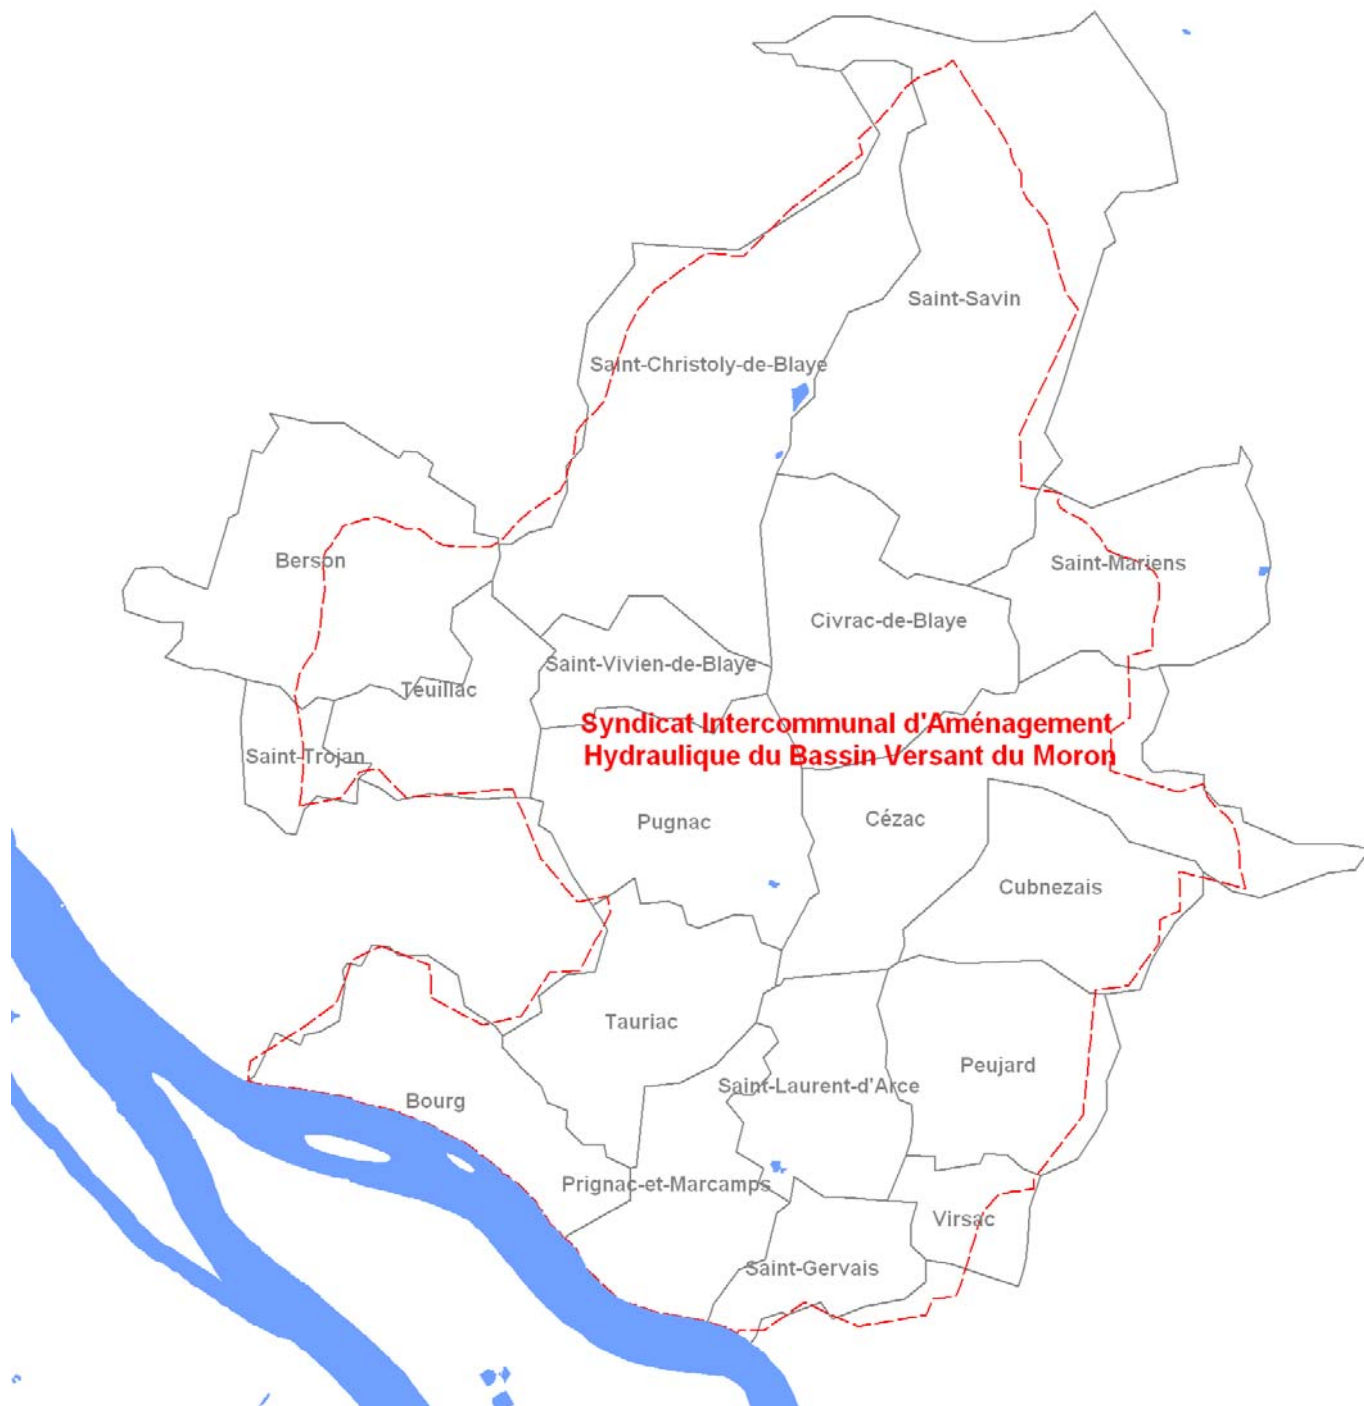 Saint-Savin
Saint-Christoly-de-Blaye
Berson
Saint-Mariens
Civrac-de-Blaye
Saint-Vivien-de-Blaye
Teuillac
Syndicat Intercommunal d'Aménagement
Hydraulique du Bassin Versant du Moron
Saint-Trojan
Pugnac
Cézac
Cubnezais
Tauriac
Peujard
Saint-Laurent-d'Arce
Bourg
Prignac-et-Marcamps
Virsac
Saint-Gervais